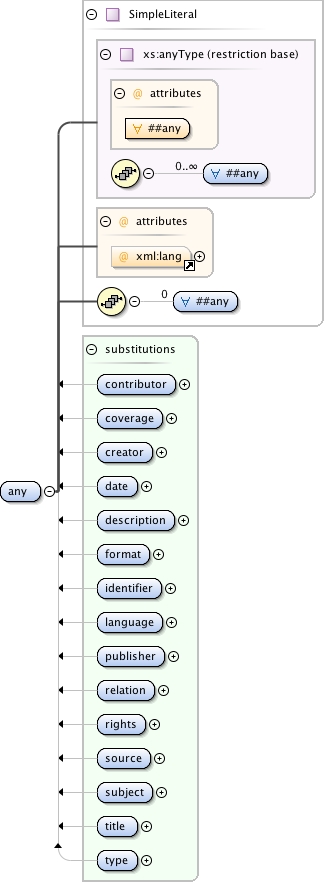 SimpleLiteral
xs:anyType (restriction base)
@ attributes
∀ ##any
0..∞
∀ ##any
@ attributes
@ xml:lang
0
∀ ##any
substitutions
contributor
coverage
creator
date
any
description
format
identifier
language
publisher
relation
rights
source
subject
title
type